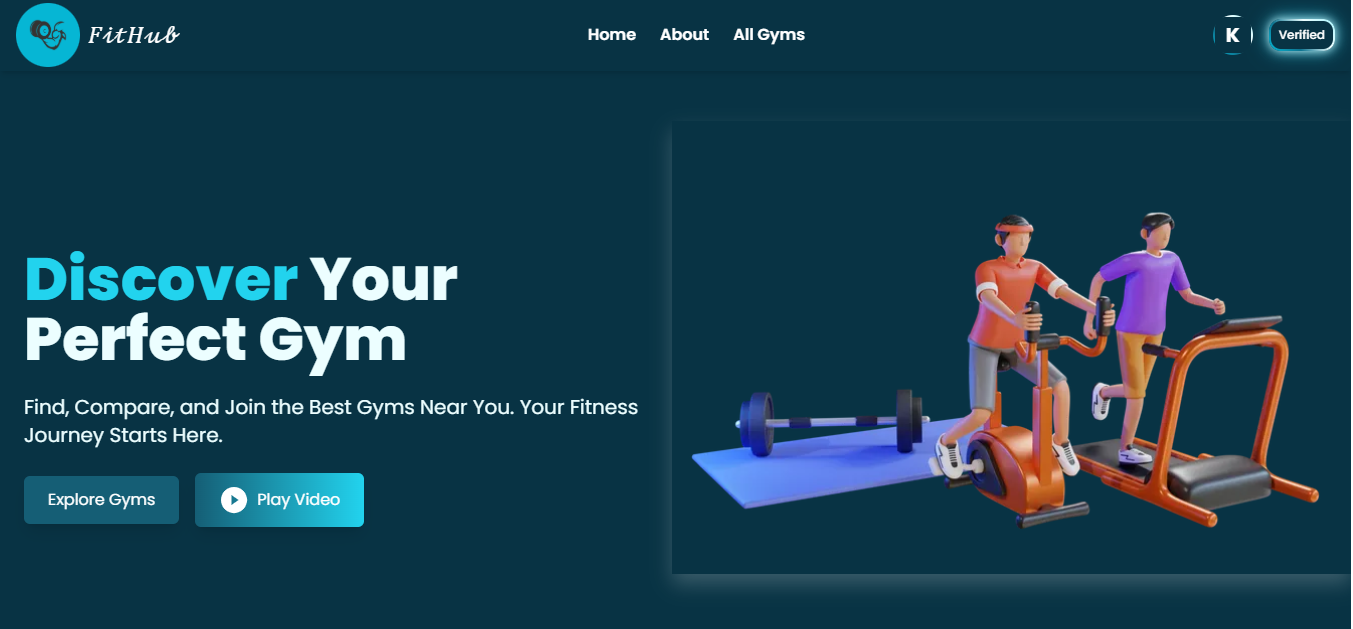 FitHub
Home About All Gyms
K
Verified
Discover Your
Perfect Gym
Find, Compare, and Join the Best Gyms Near You. Your Fitness
Journey Starts Here.
Explore Gyms
Play Video